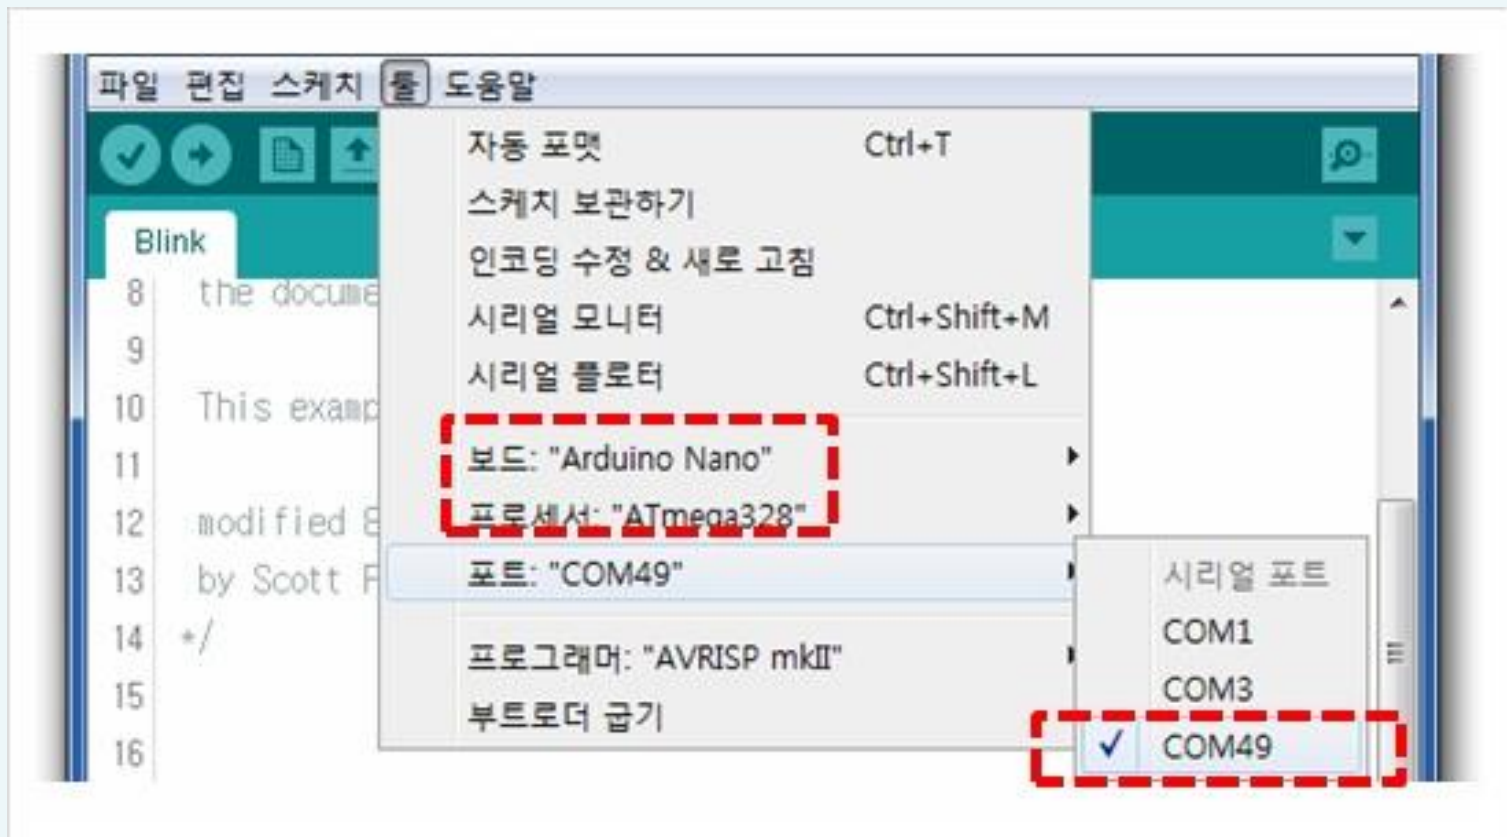 파일 편집 스케치 툴 도움말
자동 포맷 Ctrl+T
스케치 보관하기
Blink
인코딩 수정 & 새로 고침
8 the docume
시리얼 모니터 Ctrl+Shift+M
9
시리얼 플로터 Ctrl+Shift+L
10 This examp
보드: "Arduino Nano"
11
프로세서: "ATmega328"
12 modified 8
포트: "COM49"
시리얼 포트
13 by Scott F
COM1
14 */
프로그래머: "AVRISP mkII"
COM3
15
부트로더 굽기
COM49
16